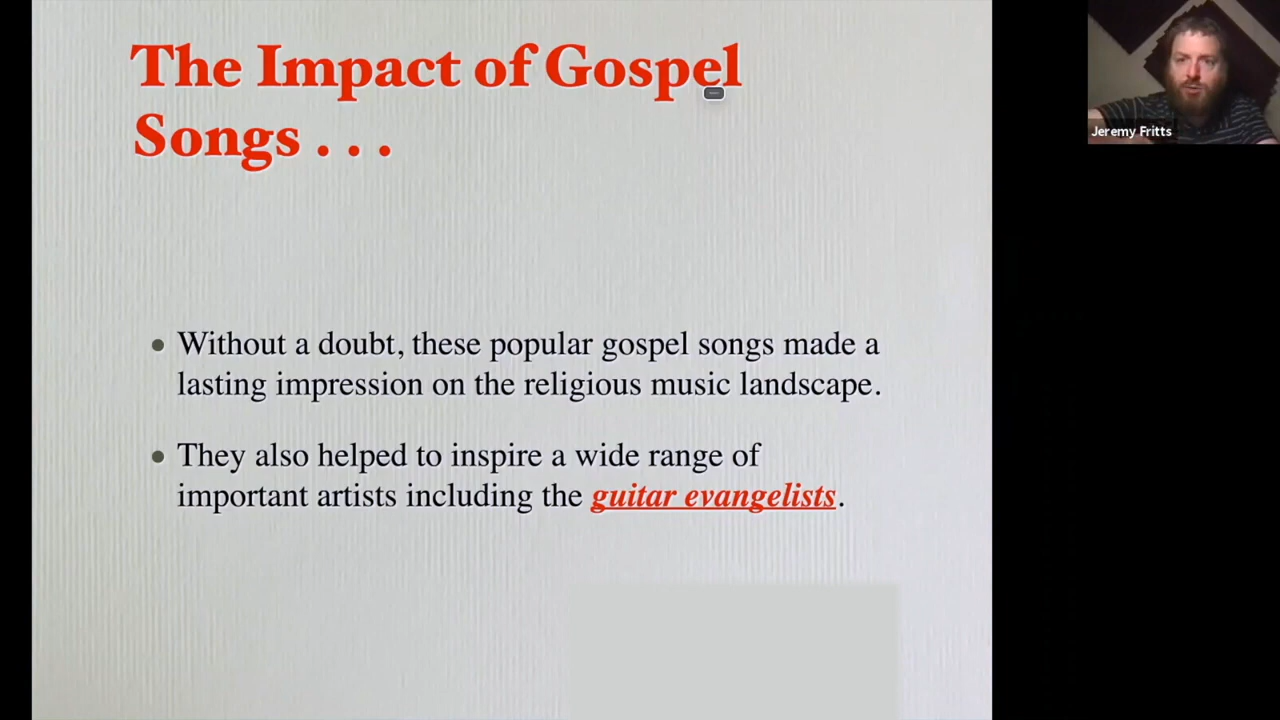 The Impact of Gospel
Songs . . .
Jeremy Fritts
• Without a doubt, these popular gospel songs made a
lasting impression on the religious music landscape.
• They also helped to inspire a wide range of
important artists including the guitar evangelists.